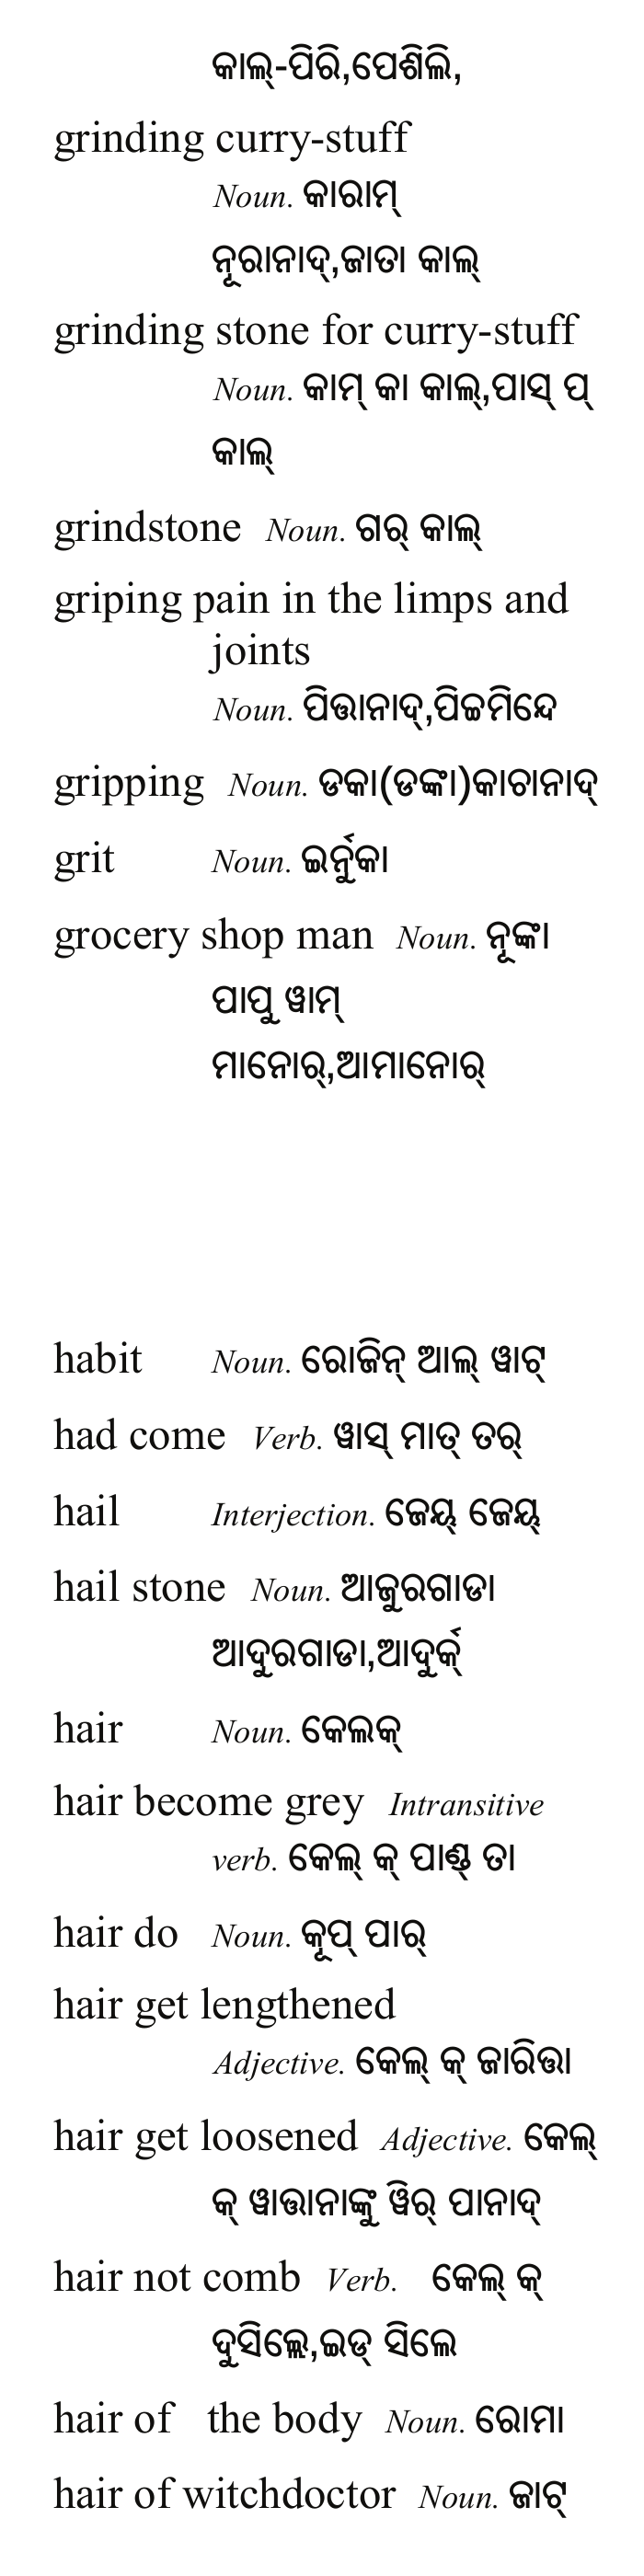 କାଲ୍-ପିରି,ପେଶିଲି,
grinding curry-stuff
Noun. କାରାମ୍
ନୂରାନାଦ୍,ଜାତା କାଲ୍
grinding stone for curry-stuff
Noun. କାମ୍ କା କାଲ୍,ପାସ୍ ପ୍
କାଲ୍
grindstone Noun. ଗର୍ କାଲ୍
griping pain in the limps and
joints
Noun. ପିତ୍ତାନାଦ୍,ପିଚ୍ଚମିନ୍ଦେ
gripping Noun. ଡକା(ଡଙ୍କା)କାଚାନାଦ୍
grit Noun. ଇର୍ନୁକା
grocery shop man Noun. ନୂଙ୍କା
ପାପୁ ୱାମ୍
ମାନୋର୍,ଆମାନୋର୍
habit Noun. ରୋଜିନ୍ ଆଲ୍ ୱାଟ୍
had come Verb. ୱାସ୍ ମାତ୍ ତର୍
hail Interjection. ଜେୟ୍ ଜେୟ୍
hail stone Noun. ଆଜୁରଗାଡା
ଆଦୁରଗାଡା,ଆଦୁର୍କ୍
hair Noun. କେଲକ୍
hair become grey Intransitive
verb. କେଲ୍ କ୍ ପାଣ୍ଡ୍ ତା
hair do Noun. କୂପ୍ ପାର୍
hair get lengthened
Adjective. କେଲ୍ କ୍ ଜାରିତ୍ତା
hair get loosened Adjective. କେଲ୍
କ୍ ୱାତ୍ତାନାଙ୍କୁ ୱିର୍ ପାନାଦ୍
hair not comb Verb. କେଲ୍ କ୍
ଦୁସିଲ୍ଲେ,ଇଡ୍ ସିଲେ
hair of the body Noun. ରୋମା
hair of witchdoctor Noun. ଜାଟ୍